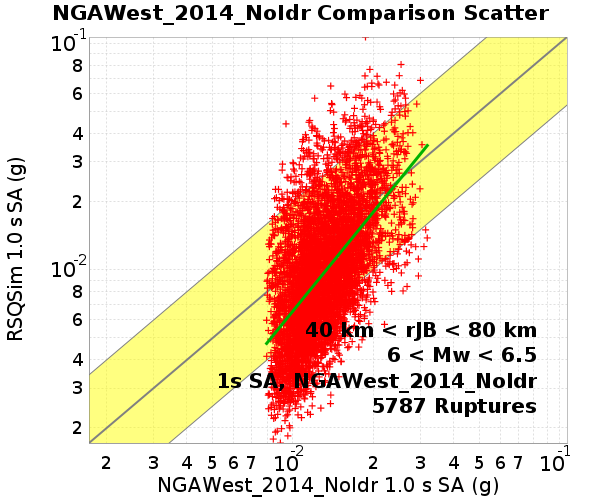 NGAWest_2014_NoIdr Comparison Scatter
RSQSim 1.0 s SA (g)
10-1
8
6
4
3
2
10-2
8
6
4
3
2
40 km < rJB < 80 km
6 < Mw < 6.5
1s SA, NGAWest_2014_NoIdr
5787 Ruptures
2 3 4 5 6 7 10-2 2 3 4 5 6 7 10-1
NGAWest_2014_NoIdr 1.0 s SA (g)